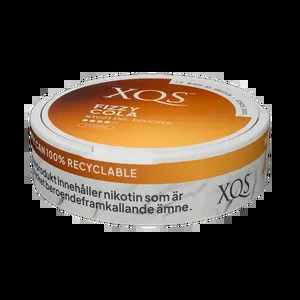 XQS
FIZZY
COLA
NICOTINE POUCHES
STRONG
CAN 100% RECYCLABLE
XQS
produkt innehåller nikotin som är
beroendeframkallande ämne.